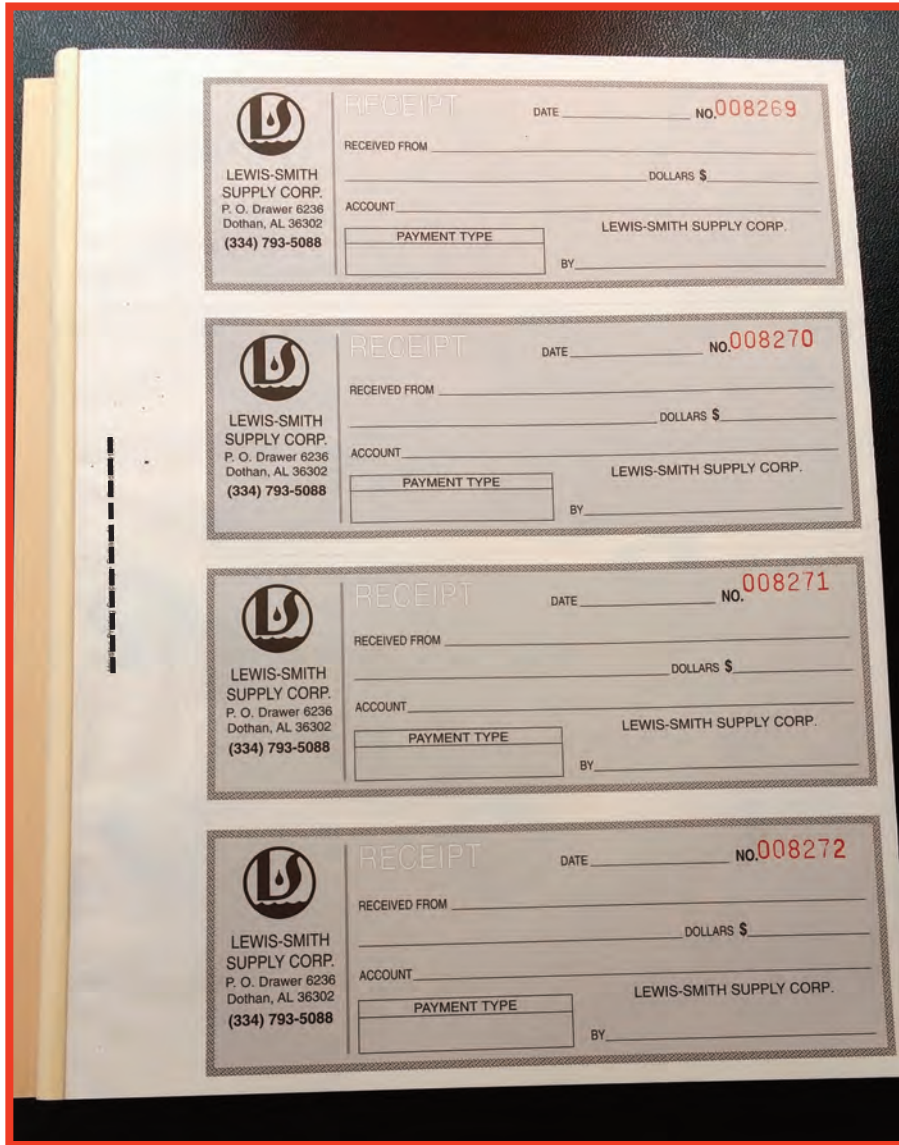 LS
RECEIPT
DATE NO.008269
RECEIVED FROM
DOLLARS $
LEWIS-SMITH
SUPPLY CORP.
P. O. Drawer 6236
Dothan, AL 36302
(334) 793-5088
ACCOUNT
PAYMENT TYPE
LEWIS-SMITH SUPPLY CORP.
BY
LS
RECEIPT
DATE NO.008270
RECEIVED FROM
DOLLARS $
LEWIS-SMITH
SUPPLY CORP.
P. O. Drawer 6236
Dothan, AL 36302
(334) 793-5088
ACCOUNT
PAYMENT TYPE
LEWIS-SMITH SUPPLY CORP.
BY
LS
RECEIPT
DATE NO.008271
RECEIVED FROM
DOLLARS $
LEWIS-SMITH
SUPPLY CORP.
P. O. Drawer 6236
Dothan, AL 36302
(334) 793-5088
ACCOUNT
PAYMENT TYPE
LEWIS-SMITH SUPPLY CORP.
BY
LS
RECEIPT
DATE NO.008272
RECEIVED FROM
DOLLARS $
LEWIS-SMITH
SUPPLY CORP.
P. O. Drawer 6236
Dothan, AL 36302
(334) 793-5088
ACCOUNT
PAYMENT TYPE
LEWIS-SMITH SUPPLY CORP.
BY